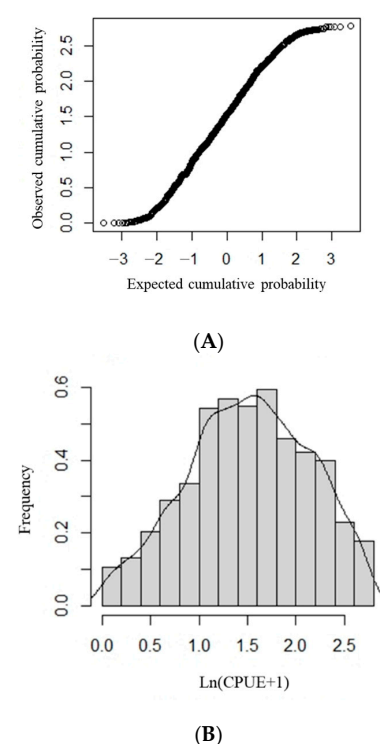 Observed cumulative probability
2.5
2.0
1.5
1.0
0.5
0.0
−3 −2 −1 0 1 2 3
Expected cumulative probability
(A)
Frequency
0.6
0.4
0.2
0.0
0.0 0.5 1.0 1.5 2.0 2.5
Ln(CPUE+1)
(B)